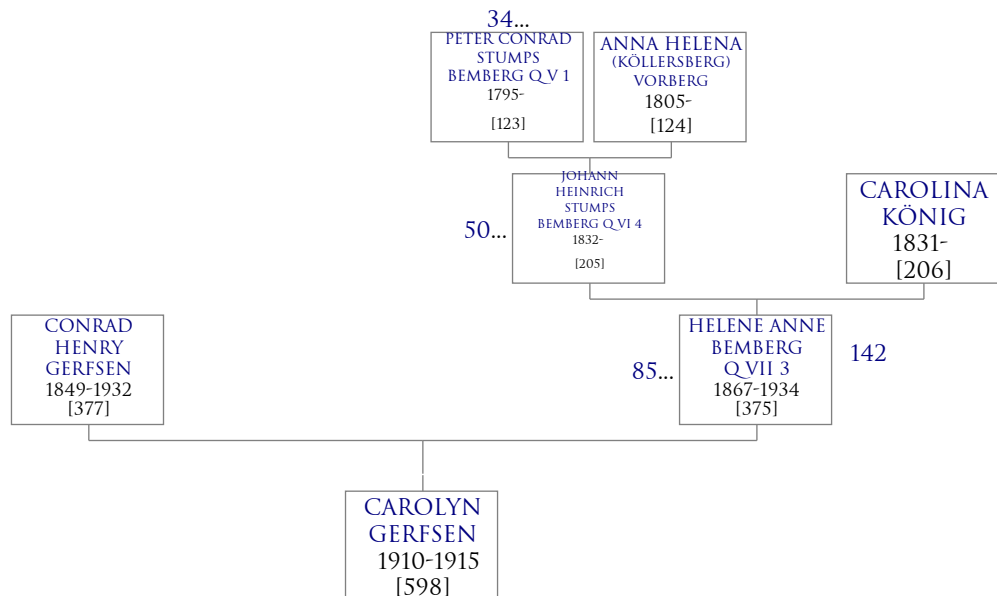 34...
PETER CONRAD
STUMPS
BEMBERG Q V 1
1795-
[123]
ANNA HELENA
(KÖLLERSBERG)
VORBERG
1805-
[124]
50...
JOHANN
HEINRICH
STUMPS
BEMBERG Q VI 4
1832-
[205]
CAROLINA
KÖNIG
1831-
[206]
CONRAD
HENRY
GERFSEN
1849-1932
[377]
85...
HELENE ANNE
BEMBERG
Q VII 3
1867-1934
[375]
142
CAROLYN
GERFSEN
1910-1915
[598]